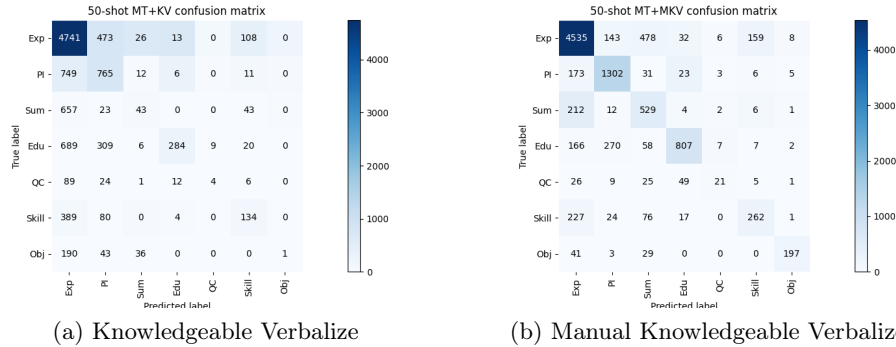 50-shot MT+KV confusion matrix
Exp 4741 473 26 13 0 108 0
PI 749 765 12 6 0 11 0
Sum 657 23 43 0 0 43 0
Edu 689 309 6 284 9 20 0
QC 89 24 1 12 4 6 0
Skill 389 80 0 4 0 134 0
Obj 190 43 36 0 0 0 1
True label
Exp PI Sum Edu QC Skill Obj
Predicted label
4000
3000
2000
1000
0
(a) Knowledgeable Verbalize
50-shot MT+MKV confusion matrix
Exp 4535 143 478 32 6 159 8
PI 173 1302 31 23 3 6 5
Sum 212 12 529 4 2 6 1
Edu 166 270 58 807 7 7 2
QC 26 9 25 49 21 5 1
Skill 227 24 76 17 0 262 1
Obj 41 3 29 0 0 0 197
True label
Exp PI Sum Edu QC Skill Obj
Predicted label
4000
3000
2000
1000
0
(b) Manual Knowledgeable Verbaliz